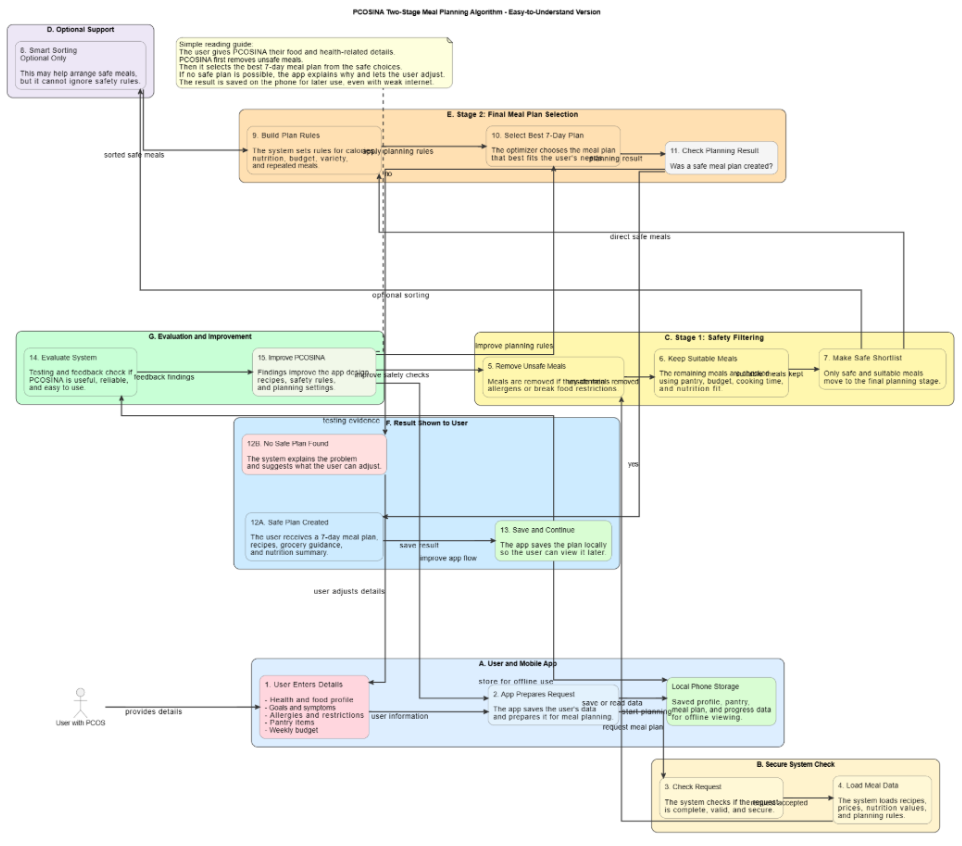 PCOSINA Two-Stage Meal Planning Algorithm - Easy-to-Understand Version
D. Optional Support
8. Smart Sorting
Optional Only
This may help arrange safe meals,
but it cannot ignore safety rules.
Simple reading guide:
The user gives PCOSINA their food and health-related details.
PCOSINA first removes unsafe meals.
Then it selects the best 7-day meal plan from the safe choices.
If no safe plan is possible, the app explains why and lets the user adjust.
The result is saved on the phone for later use, even with weak internet.
E. Stage 2: Final Meal Plan Selection
9. Build Plan Rules
The system sets rules for calories,
nutrition, budget, variety,
and repeated meals.
apply planning rules
10. Select Best 7-Day Plan
The optimizer chooses the meal plan
that best fits the user's needs.
planning result
11. Check Planning Result
Was a safe meal plan created?
sorted safe meals
no
direct safe meals
optional sorting
G. Evaluation and Improvement
14. Evaluate System
Testing and feedback check if
PCOSINA is useful, reliable,
and easy to use.
feedback findings
15. Improve PCOSINA
Findings improve the app design,
recipes, safety rules,
and planning settings.
improve planning rules
improve safety checks
C. Stage 1: Safety Filtering
5. Remove Unsafe Meals
Meals are removed if they contain
allergens or break food restrictions.
unsafe meals removed
6. Keep Suitable Meals
The remaining meals are checked
using pantry, budget, cooking time,
and nutrition fit.
suitable meals kept
7. Make Safe Shortlist
Only safe and suitable meals
move to the final planning stage.
testing evidence
F. Result Shown to User
12B. No Safe Plan Found
The system explains the problem
and suggests what the user can adjust.
yes
12A. Safe Plan Created
The user receives a 7-day meal plan,
recipes, grocery guidance,
and nutrition summary.
save result
13. Save and Continue
The app saves the plan locally
so the user can view it later.
improve app flow
user adjusts details
A. User and Mobile App
1. User Enters Details
- Health and food profile
- Goals and symptoms
- Allergies and restrictions
- Pantry items
- Weekly budget
User with PCOS
provides details
user information
store for offline use
2. App Prepares Request
The app saves the user's data
and prepares it for meal planning.
save or read data
start planning
request meal plan
Local Phone Storage
Saved profile, pantry,
meal plan, and progress data
for offline viewing.
B. Secure System Check
3. Check Request
The system checks if the request
is complete, valid, and secure.
request accepted
4. Load Meal Data
The system loads recipes,
prices, nutrition values,
and planning rules.